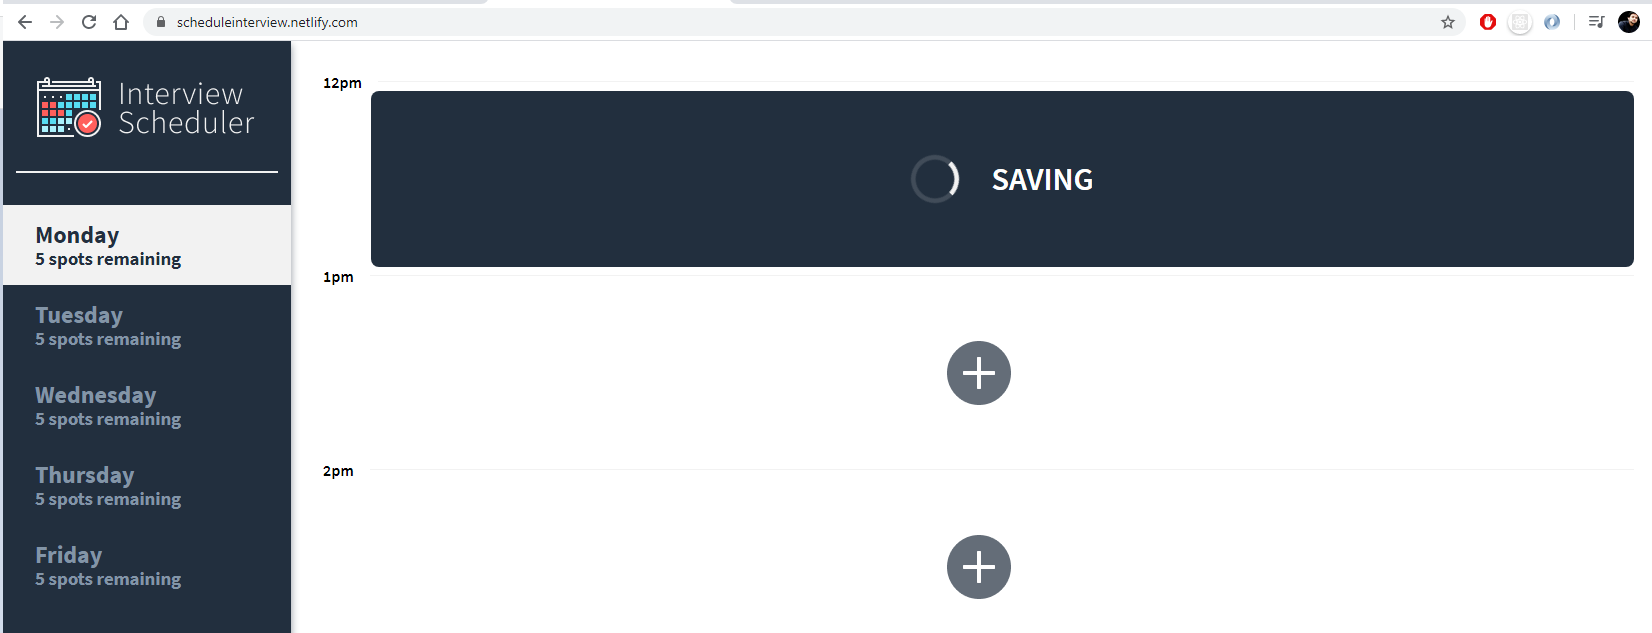 scheduleinterview.netlify.com
Interview
Scheduler
Monday
5 spots remaining
Tuesday
5 spots remaining
Wednesday
5 spots remaining
Thursday
5 spots remaining
Friday
5 spots remaining
12pm
SAVING
1pm
2pm